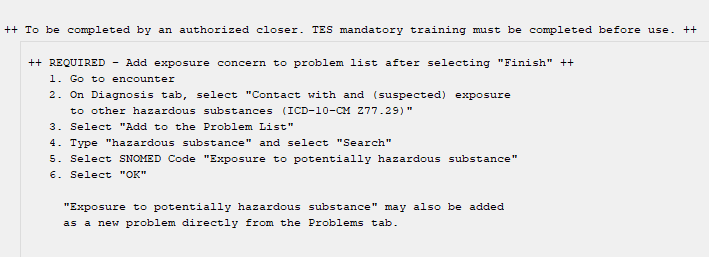 ++ To be completed by an authorized closer. TES mandatory training must be completed before use. ++
++ REQUIRED - Add exposure concern to problem list after selecting "Finish" ++
1. Go to encounter
2. On Diagnosis tab, select "Contact with and (suspected) exposure
to other hazardous substances (ICD-10-CM Z77.29)"
3. Select "Add to the Problem List"
4. Type "hazardous substance" and select "Search"
5. Select SNOMED Code "Exposure to potentially hazardous substance"
6. Select "OK"
"Exposure to potentially hazardous substance" may also be added
as a new problem directly from the Problems tab.